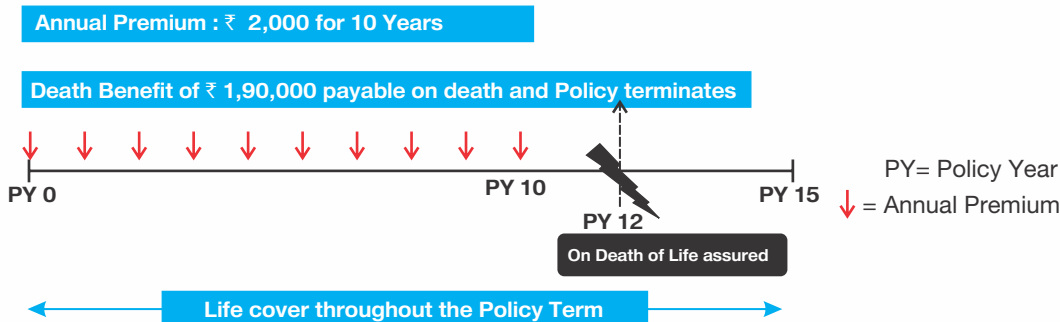 Annual Premium : ₹ 2,000 for 10 Years
Death Benefit of ₹ 1,90,000 payable on death and Policy terminates
PY 0
PY 10
PY 12
PY 15
PY= Policy Year
= Annual Premium
On Death of Life assured
Life cover throughout the Policy Term